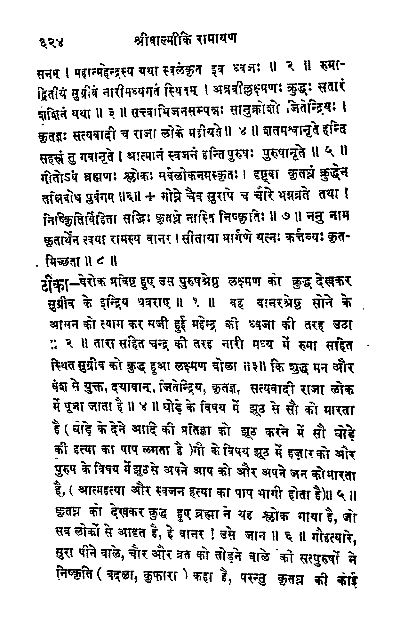 ६२४ श्रीवाल्मीकि रामायण
सनम् । महान्महेन्द्रस्य यथा स्वलंकृत इव ध्वजः ॥ २ ॥ रुमा-
द्वितीयं सुग्रीवं नारीमध्यगतं स्थितम् । अब्रवील्लक्ष्मणः क्रुद्धः सतारं
शशिनं यथा ॥ ३ ॥ सत्त्वाभिजनसम्पन्नः सानुक्रोशो जितेन्द्रियः ।
कृतज्ञः सत्यवादी च राजा लोके महीयते ॥ ४ ॥ शतमश्वानृते हन्ति
सहस्रं तु गवानृते । आत्मानं स्वजनं हन्ति पुरुषः पुरुषानृते ॥ ५ ॥
गीतोऽयं ब्रह्मणः श्लोकः सर्वलोकनमस्कृतः । दृष्ट्वा कृतघ्नं क्रुद्धेन
तन्निबोध प्लवंगम ॥६॥ + गोघ्ने चैव सुरापे च चौरे भग्नव्रते तथा ।
निष्कृतिर्विहिता सद्भिः कृतघ्ने नास्ति निष्कृतिः ॥ ७ ॥ ननु नाम
कृतार्थेन त्वया रामस्य वानर । सीताया मार्गणे यत्नः कर्त्तव्यः कृत-
मिच्छता ॥ ८ ॥
टीका—बेरोक प्रविष्ट हुए उस पुरुषश्रेष्ठ लक्ष्मण को क्रुद्ध देखकर
सुग्रीव के इन्द्रिय घबराए ॥ १ ॥ वह वानरश्रेष्ठ सोने के
आसन को त्याग कर सजी हुई महेन्द्र की ध्वजा की तरह उठा
॥ २ ॥ तारा सहित चन्द्र की तरह नारी मध्य में रुमा सहित
स्थित सुग्रीव को क्रुद्ध हुआ लक्ष्मण बोला ॥३॥ कि शुद्ध मन और
वंश से युक्त, दयावान्, जितेन्द्रिय, कृतज्ञ, सत्यवादी राजा लोक
में पूजा जाता है ॥ ४ ॥ घोड़े के विषय में झूठ से सौ को मारता
है ( घोड़े के देने आदि की प्रतिज्ञा को झूठ करने में सौ घोड़े
की हत्या का पाप लगता है )गौ के विषय झूठ में हज़ार को और
पुरुष के विषय में झूठ से अपने आप को और अपने जन कोमारता
है, ( आत्महत्या और स्वजन हत्या का पाप भागी होता है)॥ ५ ॥
कृतघ्न को देखकर क्रुद्ध हुए ब्रह्मा ने यह श्लोक गाया है, जो
सब लोकों से आदृत है, हे वानर ! उसे जान ॥ ६ ॥ गौहत्यारे,
सुरा पीने वाले, चौर और व्रत को तोड़ने वाले को सत्पुरुषों ने
निष्कृति ( बदला, कुफारा ) कहा है, परन्तु कृतघ्न की कोई